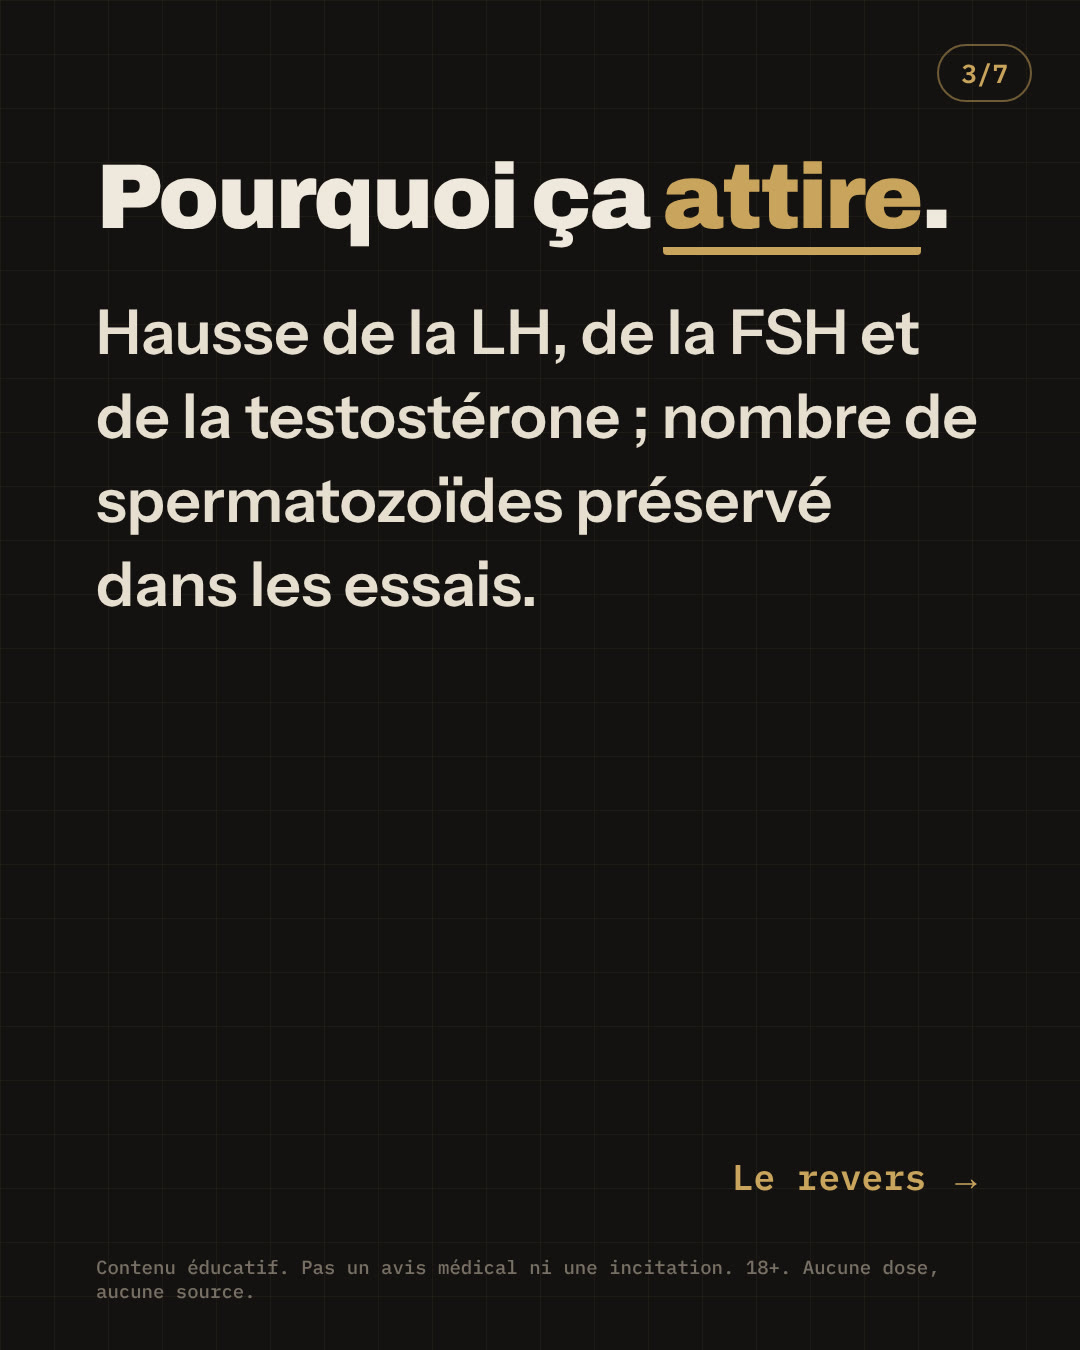 3/7
Pourquoi ça attire.
Hausse de la LH, de la FSH et
de la testostérone ; nombre de
spermatozoïdes préservé
dans les essais.
Le revers →
Contenu éducatif. Pas un avis médical ni une incitation. 18+. Aucune dose,
aucune source.